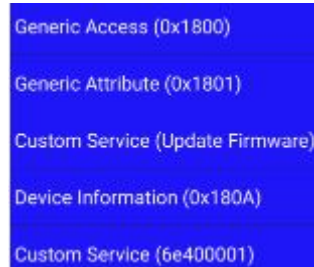 Generic Access (0x1800)
Generic Attribute (0x1801)
Custom Service (Update Firmware)
Device Information (0x180A)
Custom Service (6e400001)